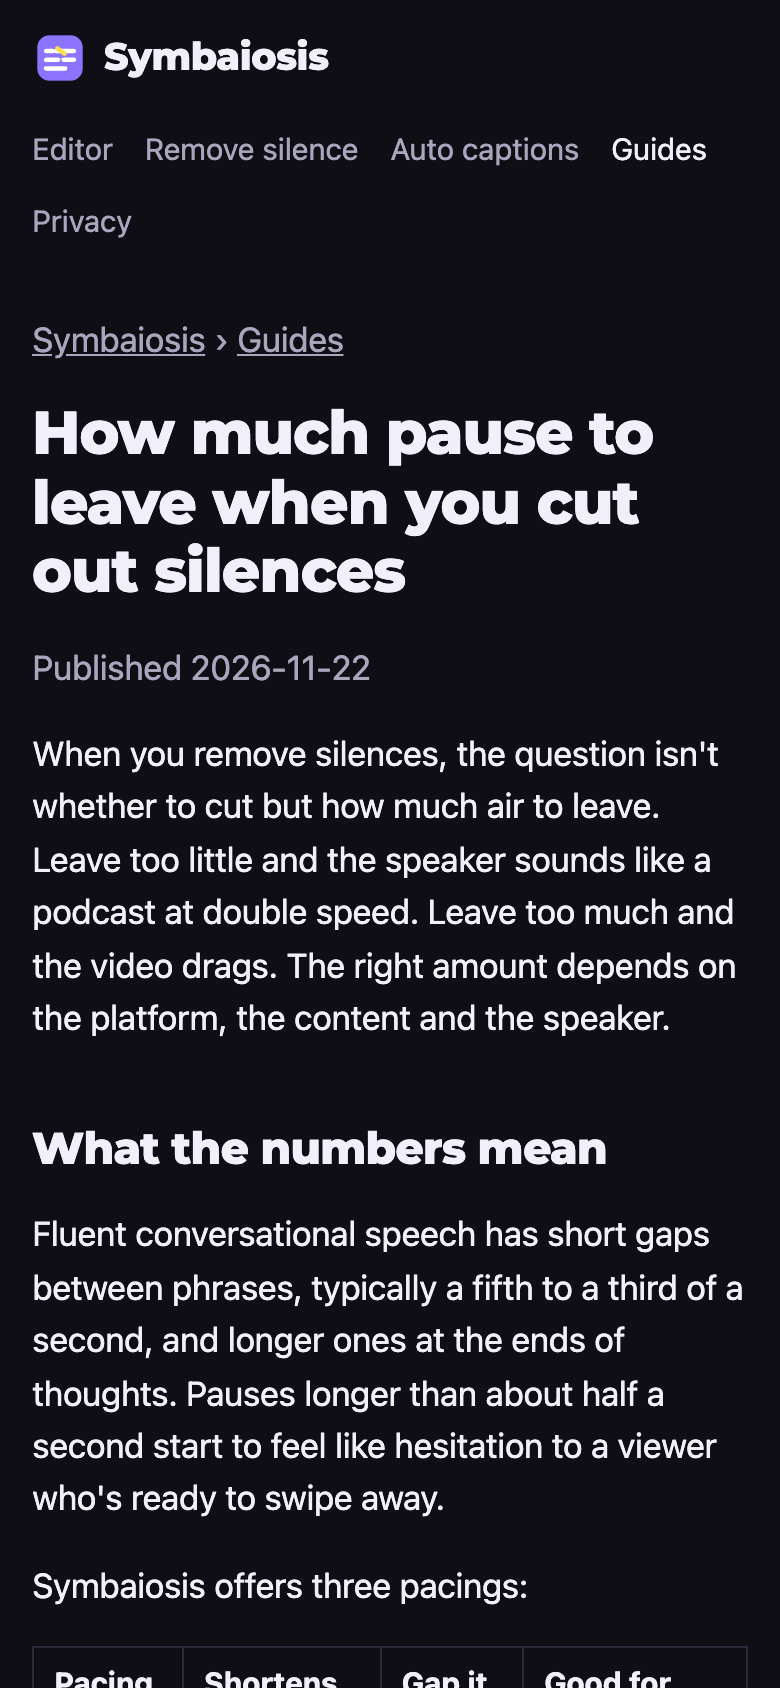 Symbaiosis
Editor Remove silence Auto captions Guides
Privacy
Symbaiosis › Guides
How much pause to
leave when you cut
out silences
Published 2026-11-22
When you remove silences, the question isn't
whether to cut but how much air to leave.
Leave too little and the speaker sounds like a
podcast at double speed. Leave too much and
the video drags. The right amount depends on
the platform, the content and the speaker.
What the numbers mean
Fluent conversational speech has short gaps
between phrases, typically a fifth to a third of a
second, and longer ones at the ends of
thoughts. Pauses longer than about half a
second start to feel like hesitation to a viewer
who's ready to swipe away.
Symbaiosis offers three pacings:
Pacing Shortens Gap it Good for